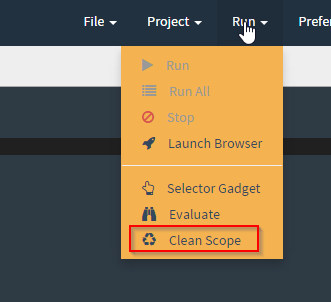 File Project Run Prefe
Run
Run All
Stop
Launch Browser
Selector Gadget
Evaluate
Clean Scope